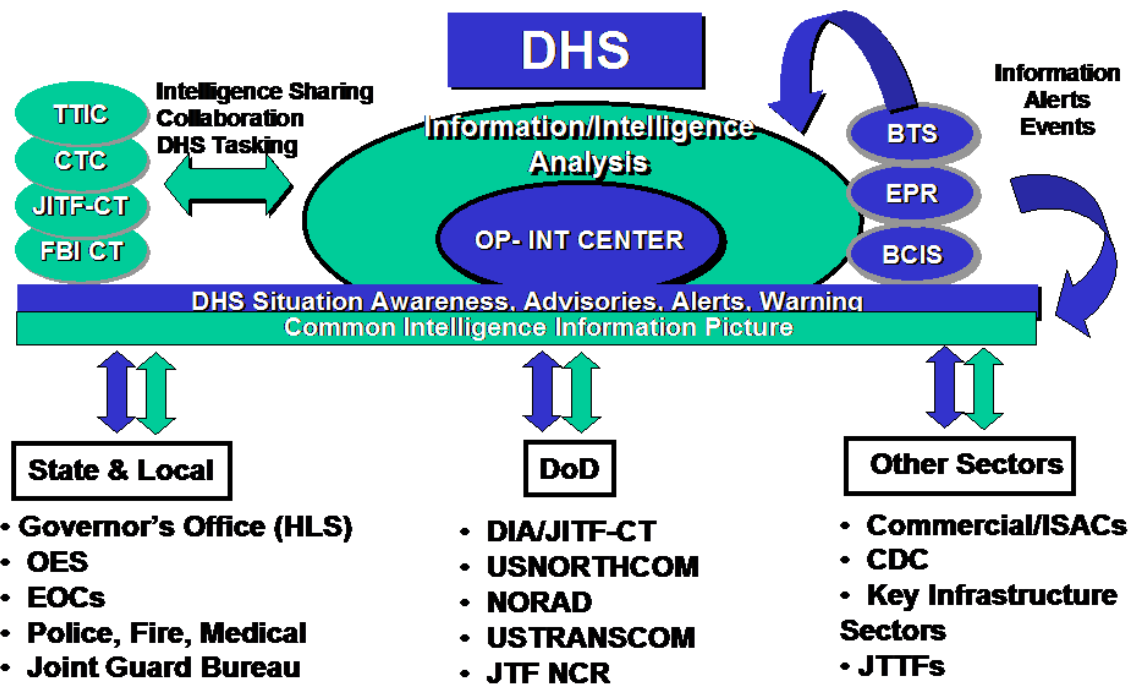 DHS
Intelligence Sharing
Collaboration
DHS Tasking
TTIC
CTC
JITF-CT
FBI CT
Information/Intelligence
Analysis
OP- INT CENTER
BTS
EPR
BCIS
Information
Alerts
Events
DHS Situation Awareness, Advisories, Alerts, Warning
Common Intelligence Information Picture
State & Local
• Governor's Office (HLS)
• OES
• EOCs
• Police, Fire, Medical
• Joint Guard Bureau
DoD
• DIA/JITF-CT
• USNORTHCOM
• NORAD
• USTRANSCOM
• JTF NCR
Other Sectors
• Commercial/ISACs
• CDC
• Key Infrastructure
Sectors
• JTTFs